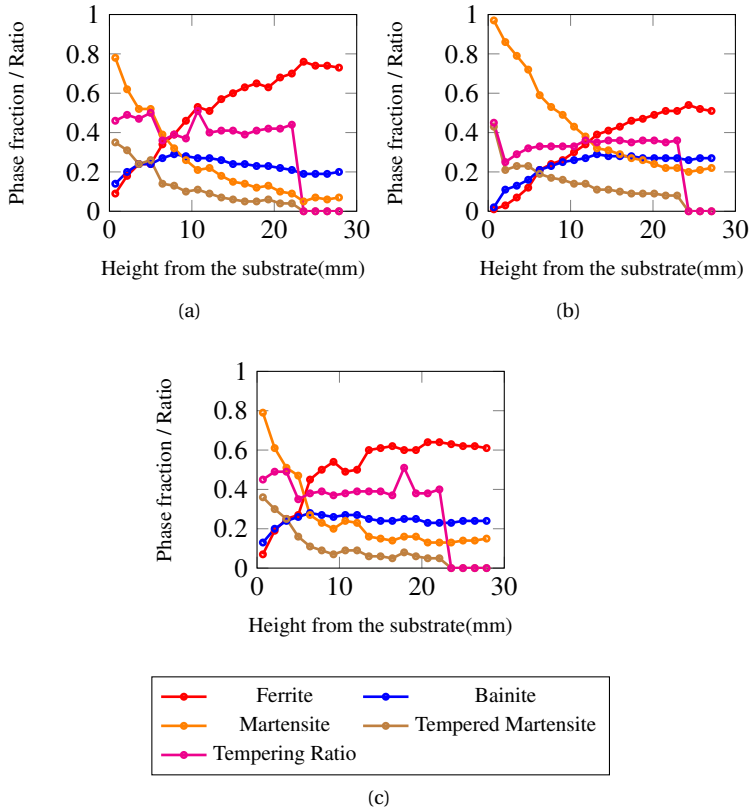 1
0.8
0.6
0.4
0.2
0
0 10 20 30
Phase fraction / Ratio
Height from the substrate(mm)
(a)
1
0.8
0.6
0.4
0.2
0
0 10 20 30
Phase fraction / Ratio
Height from the substrate(mm)
(b)
1
0.8
0.6
0.4
0.2
0
0 10 20 30
Phase fraction / Ratio
Height from the substrate(mm)
Ferrite Bainite
Martensite Tempered Martensite
Tempering Ratio
(c)